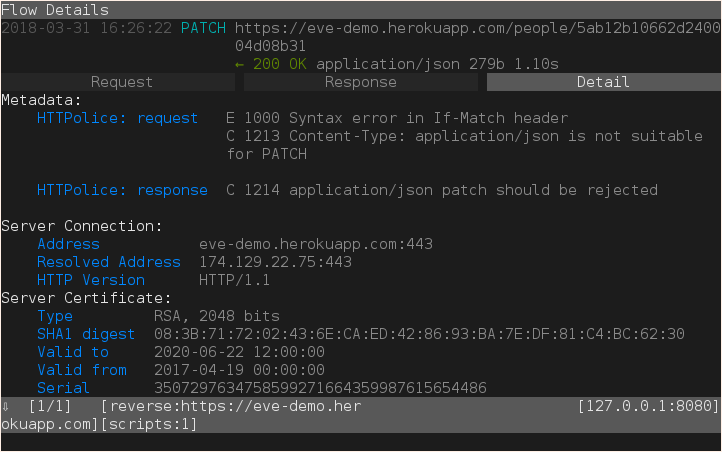 Flow Details
2018-03-31 16:26:22 PATCH https://eve-demo.herokuapp.com/people/5ab12b10662d2400
04d08b31
← 200 OK application/json 279b 1.10s
Request Response Detail
Metadata:
HTTPolice: request E 1000 Syntax error in If-Match header
C 1213 Content-Type: application/json is not suitable
for PATCH
HTTPolice: response C 1214 application/json patch should be rejected
Server Connection:
Address eve-demo.herokuapp.com:443
Resolved Address 174.129.22.75:443
HTTP Version HTTP/1.1
Server Certificate:
Type RSA, 2048 bits
SHA1 digest 08:3B:71:72:02:43:6E:CA:ED:42:86:93:BA:7E:DF:81:C4:BC:62:30
Valid to 2020-06-22 12:00:00
Valid from 2017-04-19 00:00:00
Serial 3507297634758599271664359987615654486
⇩ [1/1] [reverse:https://eve-demo.her [127.0.0.1:8080]
okuapp.com][scripts:1]